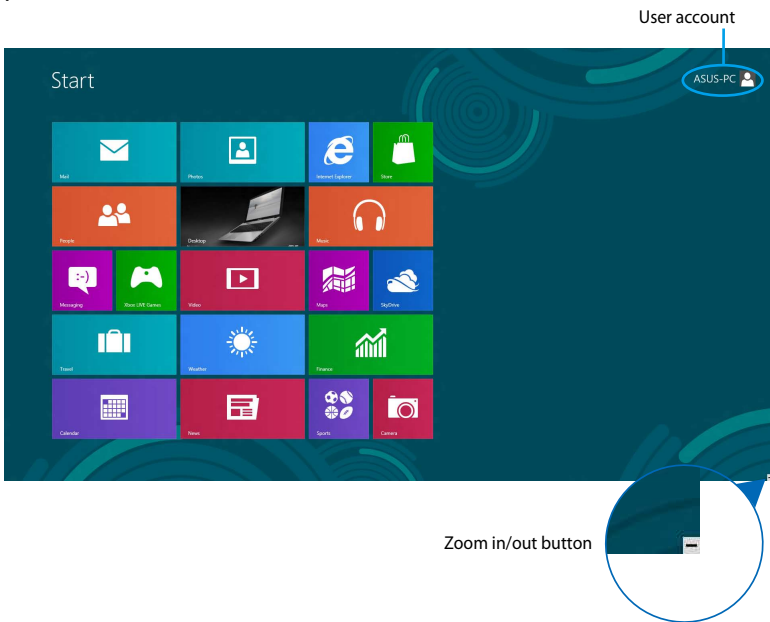 User account
Start
ASUS-PC
Mail
Photos
Internet Explorer
Store
People
Desktop
Music
Messaging
Xbox LIVE Games
Video
Maps
SkyDrive
Travel
Weather
Finance
Calendar
News
Sports
Camera
Zoom in/out button